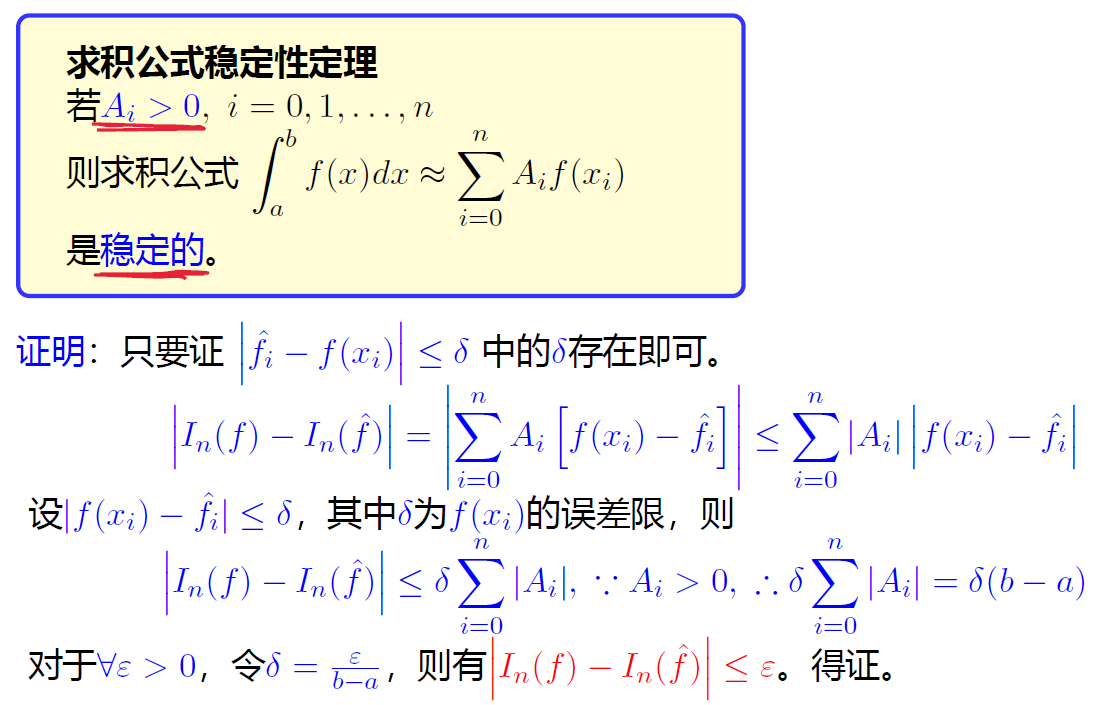 求积公式稳定性定理
若$A_i > 0$, $i = 0, 1, \ldots, n$
则求积公式 $\int_a^b f(x)dx \approx \sum_{i=0}^{n} A_i f(x_i)$
是稳定的。
证明：只要证 $\left|\hat{f}_i - f(x_i)\right| \leq \delta$ 中的$\delta$存在即可。
$\left|I_n(f) - I_n(\hat{f})\right| = \left|\sum_{i=0}^{n} A_i \left[f(x_i) - \hat{f}_i\right]\right| \leq \sum_{i=0}^{n} |A_i| \left|f(x_i) - \hat{f}_i\right|$
设$|f(x_i) - \hat{f}_i| \leq \delta$，其中$\delta$为$f(x_i)$的误差限，则
$\left|I_n(f) - I_n(\hat{f})\right| \leq \delta \sum_{i=0}^{n} |A_i|, \because A_i > 0, \therefore \delta \sum_{i=0}^{n} |A_i| = \delta(b - a)$
对于$\forall \varepsilon > 0$，令$\delta = \frac{\varepsilon}{b-a}$，则有$\left|I_n(f) - I_n(\hat{f})\right| \leq \varepsilon$。得证。